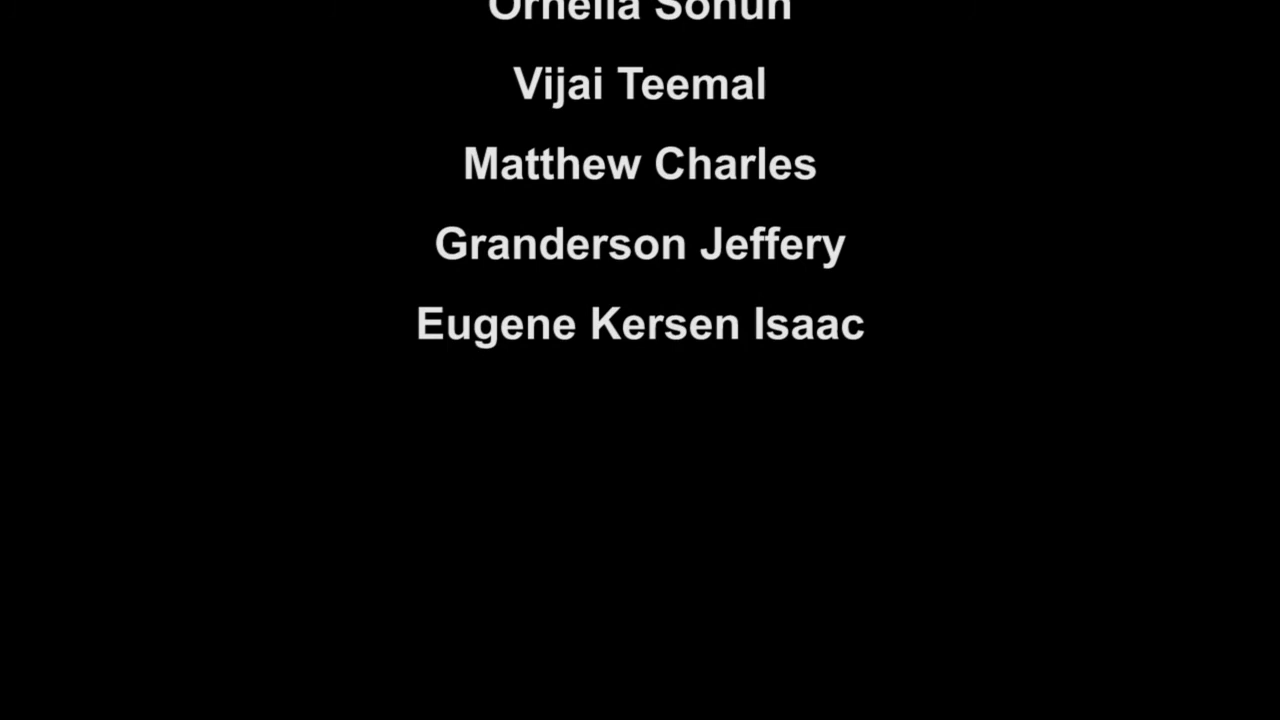 Vijai Teemal
Matthew Charles
Granderson Jeffery
Eugene Kersen Isaac